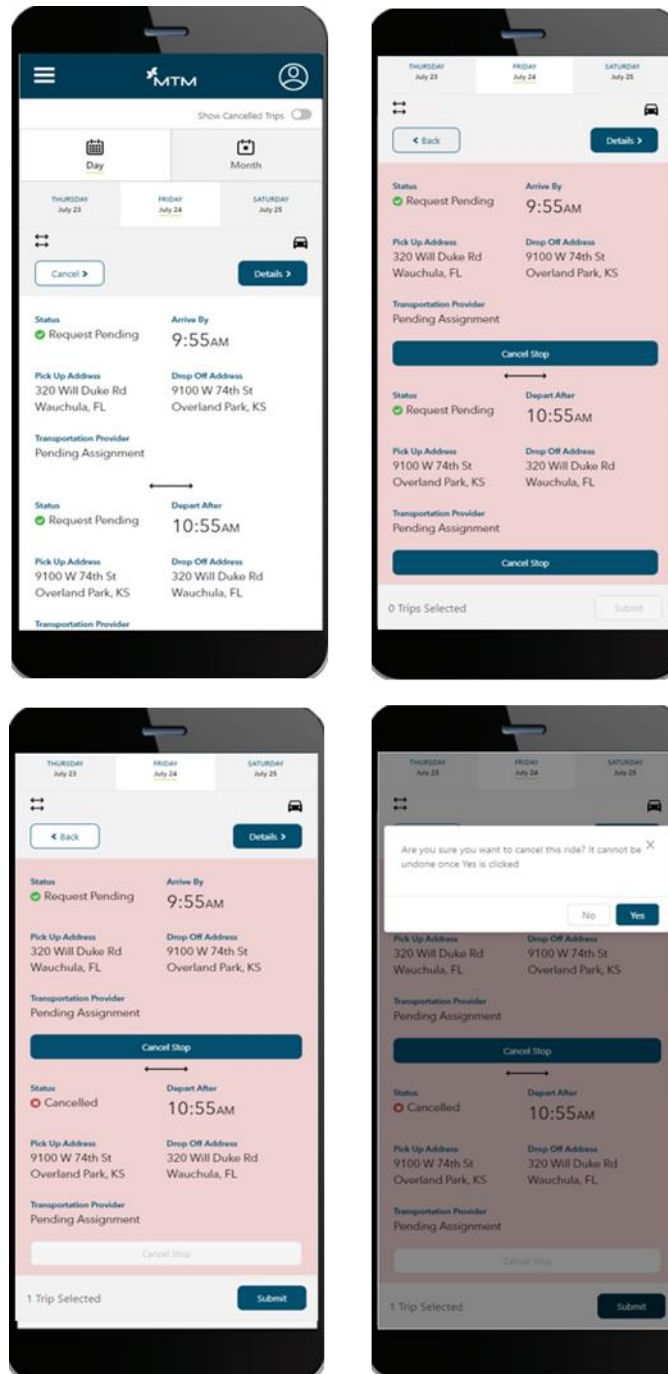 MTM
Show Cancelled Trips
Day
Month
THURSDAY
July 23
FRIDAY
July 24
SATURDAY
July 25
Cancel >
Details >
Status
Request Pending
Arrive By
9:55AM
Pick Up Address
320 Will Duke Rd
Wauchula, FL
Drop Off Address
9100 W 74th St
Overland Park, KS
Transportation Provider
Pending Assignment
Status
Request Pending
Depart After
10:55AM
Pick Up Address
9100 W 74th St
Overland Park, KS
Drop Off Address
320 Will Duke Rd
Wauchula, FL
Transportation Provider
THURSDAY
July 23
FRIDAY
July 24
SATURDAY
July 25
< Back
Details >
Status
Request Pending
Arrive By
9:55AM
Pick Up Address
320 Will Duke Rd
Wauchula, FL
Drop Off Address
9100 W 74th St
Overland Park, KS
Transportation Provider
Pending Assignment
Cancel Stop
Status
Request Pending
Depart After
10:55AM
Pick Up Address
9100 W 74th St
Overland Park, KS
Drop Off Address
320 Will Duke Rd
Wauchula, FL
Transportation Provider
Pending Assignment
Cancel Stop
0 Trips Selected
Submit
THURSDAY
July 23
FRIDAY
July 24
SATURDAY
July 25
< Back
Details >
Status
Request Pending
Arrive By
9:55AM
Pick Up Address
320 Will Duke Rd
Wauchula, FL
Drop Off Address
9100 W 74th St
Overland Park, KS
Transportation Provider
Pending Assignment
Cancel Stop
Status
Cancelled
Depart After
10:55AM
Pick Up Address
9100 W 74th St
Overland Park, KS
Drop Off Address
320 Will Duke Rd
Wauchula, FL
Transportation Provider
Pending Assignment
Cancel Stop
1 Trip Selected
Submit
THURSDAY
July 23
FRIDAY
July 24
SATURDAY
July 25
Are you sure you want to cancel this ride? It cannot be
undone once Yes is clicked
No
Yes
Pick Up Address
320 Will Duke Rd
Wauchula, FL
Drop Off Address
9100 W 74th St
Overland Park, KS
Transportation Provider
Pending Assignment
Cancel Stop
Status
Cancelled
Depart After
10:55AM
Pick Up Address
9100 W 74th St
Overland Park, KS
Drop Off Address
320 Will Duke Rd
Wauchula, FL
Transportation Provider
Pending Assignment
Cancel Stop
1 Trip Selected
Submit